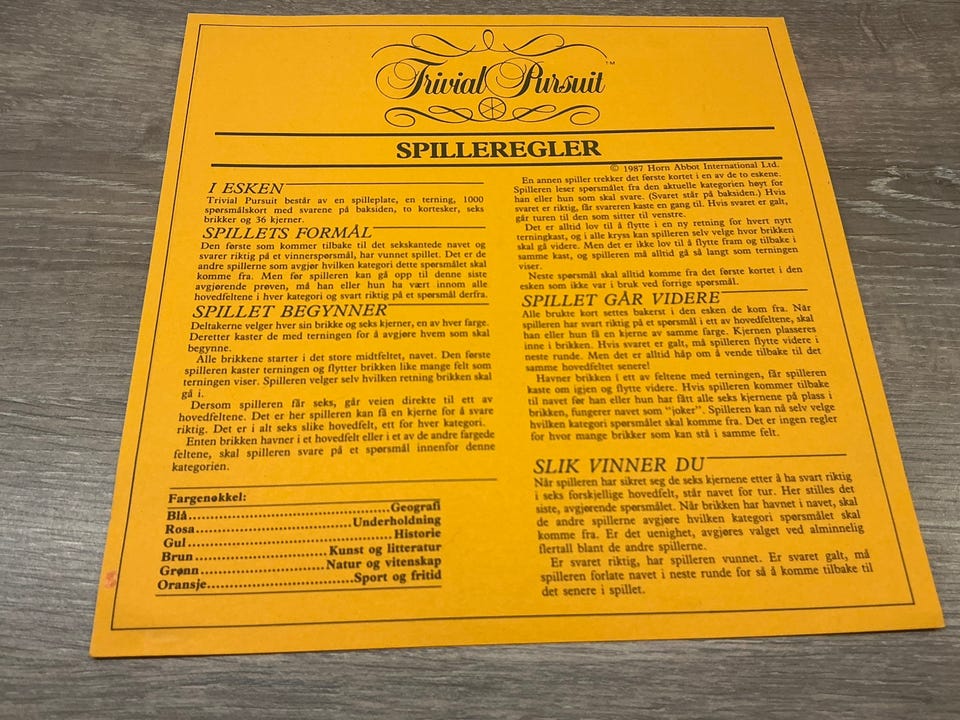 Trivial Pursuit™
SPILLEREGLER
© 1987 Horn Abbot International Ltd.
I ESKEN
Trivial Pursuit består av en spilleplate, en terning, 1000
spørsmålskort med svarene på baksiden, to kortesker, seks
brikker og 36 kjerner.
SPILLETS FORMÅL
Den første som kommer tilbake til det sekskantede navet og
svarer riktig på et vinnerspørsmål, har vunnet spillet. Det er de
andre spillerne som avgjør hvilken kategori dette spørsmålet skal
komme fra. Men før spilleren kan gå opp til denne siste
avgjørende prøven, må han eller hun ha vært innom alle
hovedfeltene i hver kategori og svart riktig på et spørsmål derfra.
SPILLET BEGYNNER
Deltakerne velger hver sin brikke og seks kjerner, en av hver farge.
Deretter kaster de med terningen for å avgjøre hvem som skal
begynne.
Alle brikkene starter i det store midtfeltet, navet. Den første
spilleren kaster terningen og flytter brikken like mange felt som
terningen viser. Spilleren velger selv hvilken retning brikken skal
gå i.
Dersom spilleren får seks, går veien direkte til ett av
hovedfeltene. Det er her spilleren kan få en kjerne for å svare
riktig. Det er i alt seks slike hovedfelt, ett for hver kategori.
Enten brikken havner i et hovedfelt eller i et av de andre fargede
feltene, skal spilleren svare på et spørsmål innenfor denne
kategorien.
Fargenøkkel:
Blå..............................Geografi
Rosa..............................Underholdning
Gul..............................Historie
Brun..............................Kunst og litteratur
Grønn..............................Natur og vitenskap
Oransje..............................Sport og fritid
En annen spiller trekker det første kortet i en av de to eskene.
Spilleren leser spørsmålet fra den aktuelle kategorien høyt for
han eller hun som skal svare. (Svaret står på baksiden.) Hvis
svaret er riktig, får svareren kaste en gang til. Hvis svaret er galt,
går turen til den som sitter til venstre.
Det er alltid lov til å flytte i en ny retning for hvert nytt
terningkast, og i alle kryss kan spilleren selv velge hvor brikken
skal gå videre. Men det er ikke lov til å flytte fram og tilbake i
samme kast, og spilleren må alltid gå så langt som terningen
viser.
Neste spørsmål skal alltid komme fra det første kortet i den
esken som ikke var i bruk ved forrige spørsmål.
SPILLET GÅR VIDERE
Alle brukte kort settes bakerst i den esken de kom fra. Når
spilleren har svart riktig på et spørsmål i ett av hovedfeltene, skal
han eller hun få en kjerne av samme farge. Kjernen plasseres
inne i brikken. Hvis svaret er galt, må spilleren flytte videre i
neste runde. Men det er alltid håp om å vende tilbake til det
samme hovedfeltet senere!
Havner brikken i ett av feltene med terningen, får spilleren
kaste om igjen og flytte videre. Hvis spilleren kommer tilbake
til navet før han eller hun har fått alle seks kjernene på plass i
brikken, fungerer navet som "joker". Spilleren kan nå selv velge
hvilken kategori spørsmålet skal komme fra. Det er ingen regler
for hvor mange brikker som kan stå i samme felt.
SLIK VINNER DU
Når spilleren har sikret seg de seks kjernene etter å ha svart riktig
i seks forskjellige hovedfelt, står navet for tur. Her stilles det
siste, avgjørende spørsmålet. Når brikken har havnet i navet, skal
de andre spillerne avgjøre hvilken kategori spørsmålet skal
komme fra. Er det uenighet, avgjøres valget ved alminnelig
flertall blant de andre spillerne.
Er svaret riktig, har spilleren vunnet. Er svaret galt, må
spilleren forlate navet i neste runde for så å komme tilbake til
det senere i spillet.